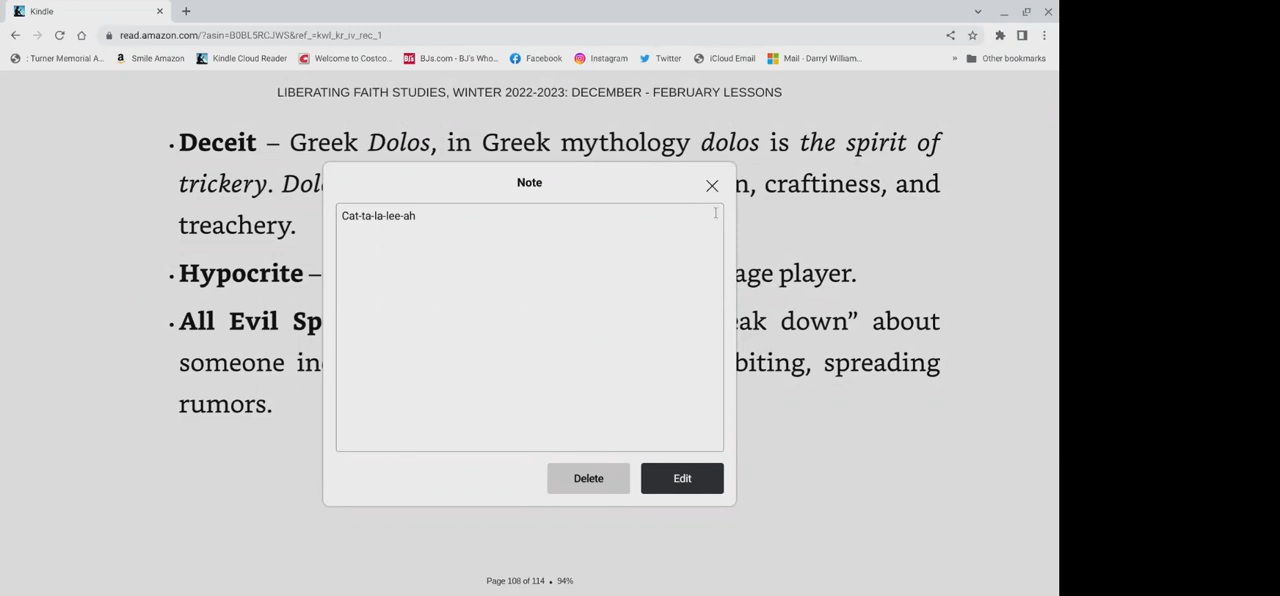 Kindle
read.amazon.com/?asin=B0BL5RCJWS&ref_=kwl_kr_iv_rec_1
: Turner Memorial A... Smile Amazon Kindle Cloud Reader Welcome to Costco... BJs.com - BJ's Who... Facebook Instagram Twitter iCloud Email Mail - Darryl William... » Other bookmarks
LIBERATING FAITH STUDIES, WINTER 2022-2023: DECEMBER - FEBRUARY LESSONS
• Deceit – Greek Dolos, in Greek mythology dolos is the spirit of
trickery. n, craftiness, and
treachery.
• Hypocrite – age player.
• All Evil eak down” about
someone biting, spreading
rumors.
Note
Cat-ta-la-lee-ah
Delete Edit
Page 108 of 114 • 94%